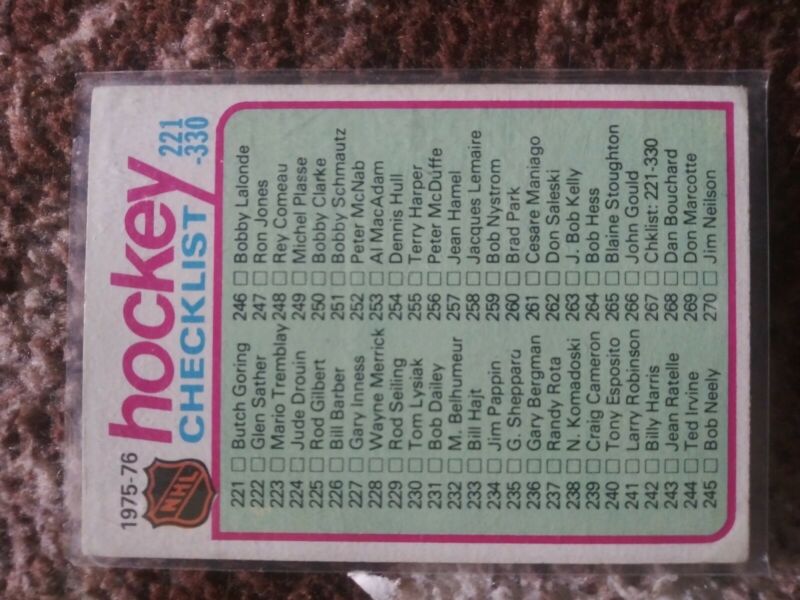 1975-76
NHL
hockey
CHECKLIST
221
-330
221 Butch Goring
222 Glen Sather
223 Mario Tremblay
224 Jude Drouin
225 Rod Gilbert
226 Bill Barber
227 Gary Inness
228 Wayne Merrick
229 Rod Seiling
230 Tom Lysiak
231 Bob Dailey
232 M. Belhumeur
233 Bill Hajt
234 Jim Pappin
235 G. Sheppard
236 Gary Bergman
237 Randy Rota
238 N. Komadoski
239 Craig Cameron
240 Tony Esposito
241 Larry Robinson
242 Billy Harris
243 Jean Ratelle
244 Ted Irvine
245 Bob Neely
246 Bobby Lalonde
247 Ron Jones
248 Rey Comeau
249 Michel Plasse
250 Bobby Clarke
251 Bobby Schmautz
252 Peter McNab
253 Al MacAdam
254 Dennis Hull
255 Terry Harper
256 Peter McDuffe
257 Jean Hamel
258 Jacques Lemaire
259 Bob Nystrom
260 Brad Park
261 Cesare Maniago
262 Don Saleski
263 J. Bob Kelly
264 Bob Hess
265 Blaine Stoughton
266 John Gould
267 Chklist: 221-330
268 Dan Bouchard
269 Don Marcotte
270 Jim Neilson